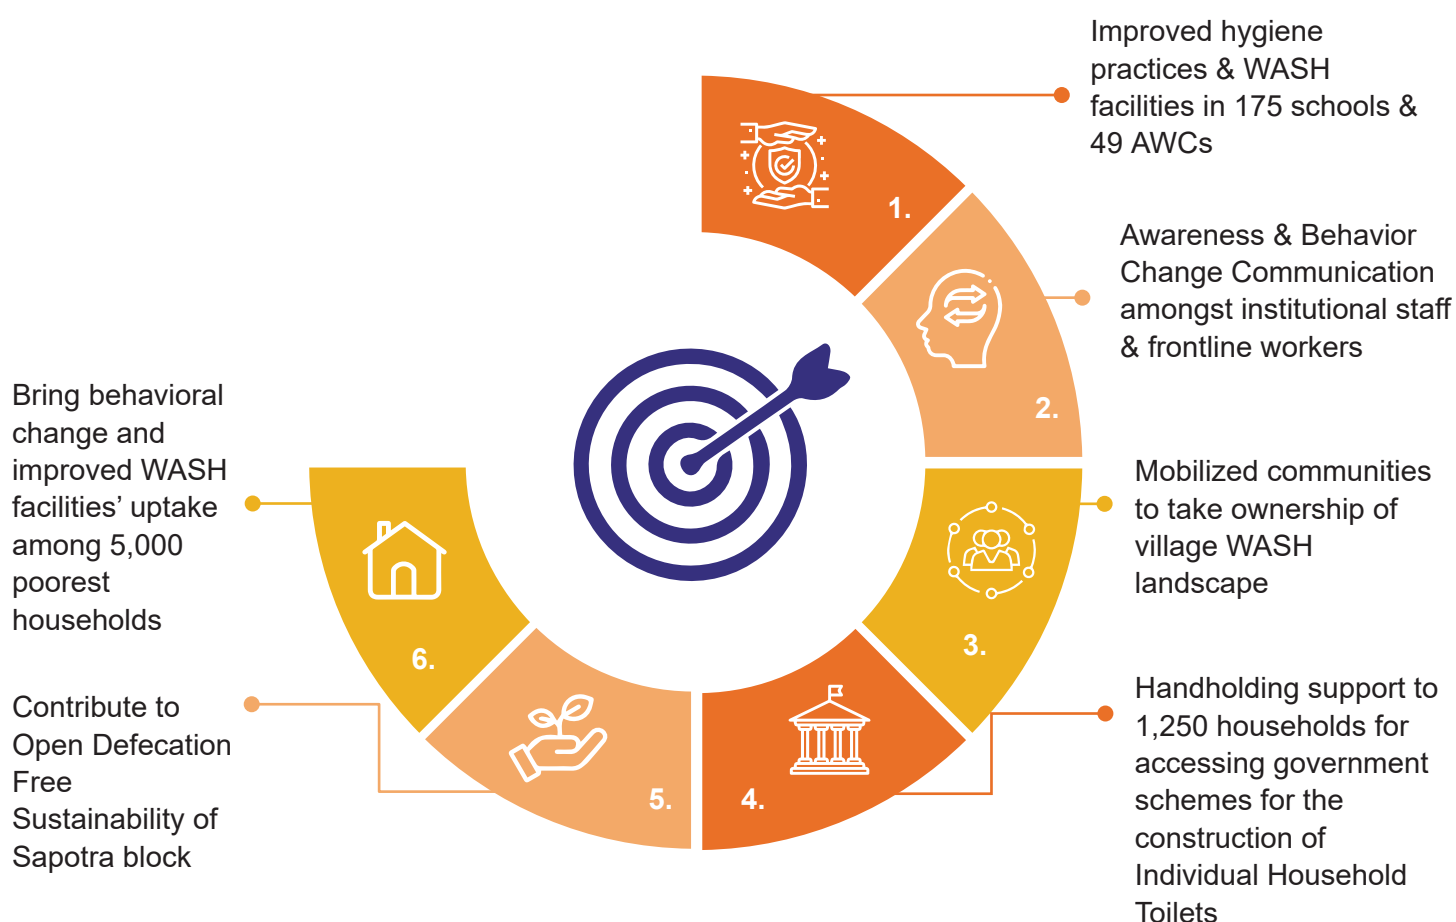 Improved hygiene
practices & WASH
facilities in 175 schools &
49 AWCs
1.
Awareness & Behavior
Change Communication
amongst institutional staff
& frontline workers
2.
Mobilized communities
to take ownership of
village WASH
landscape
3.
Handholding support to
1,250 households for
accessing government
schemes for the
construction of
Individual Household
Toilets
4.
Contribute to
Open Defecation
Free
Sustainability of
Sapotra block
5.
Bring behavioral
change and
improved WASH
facilities’ uptake
among 5,000
poorest
households
6.